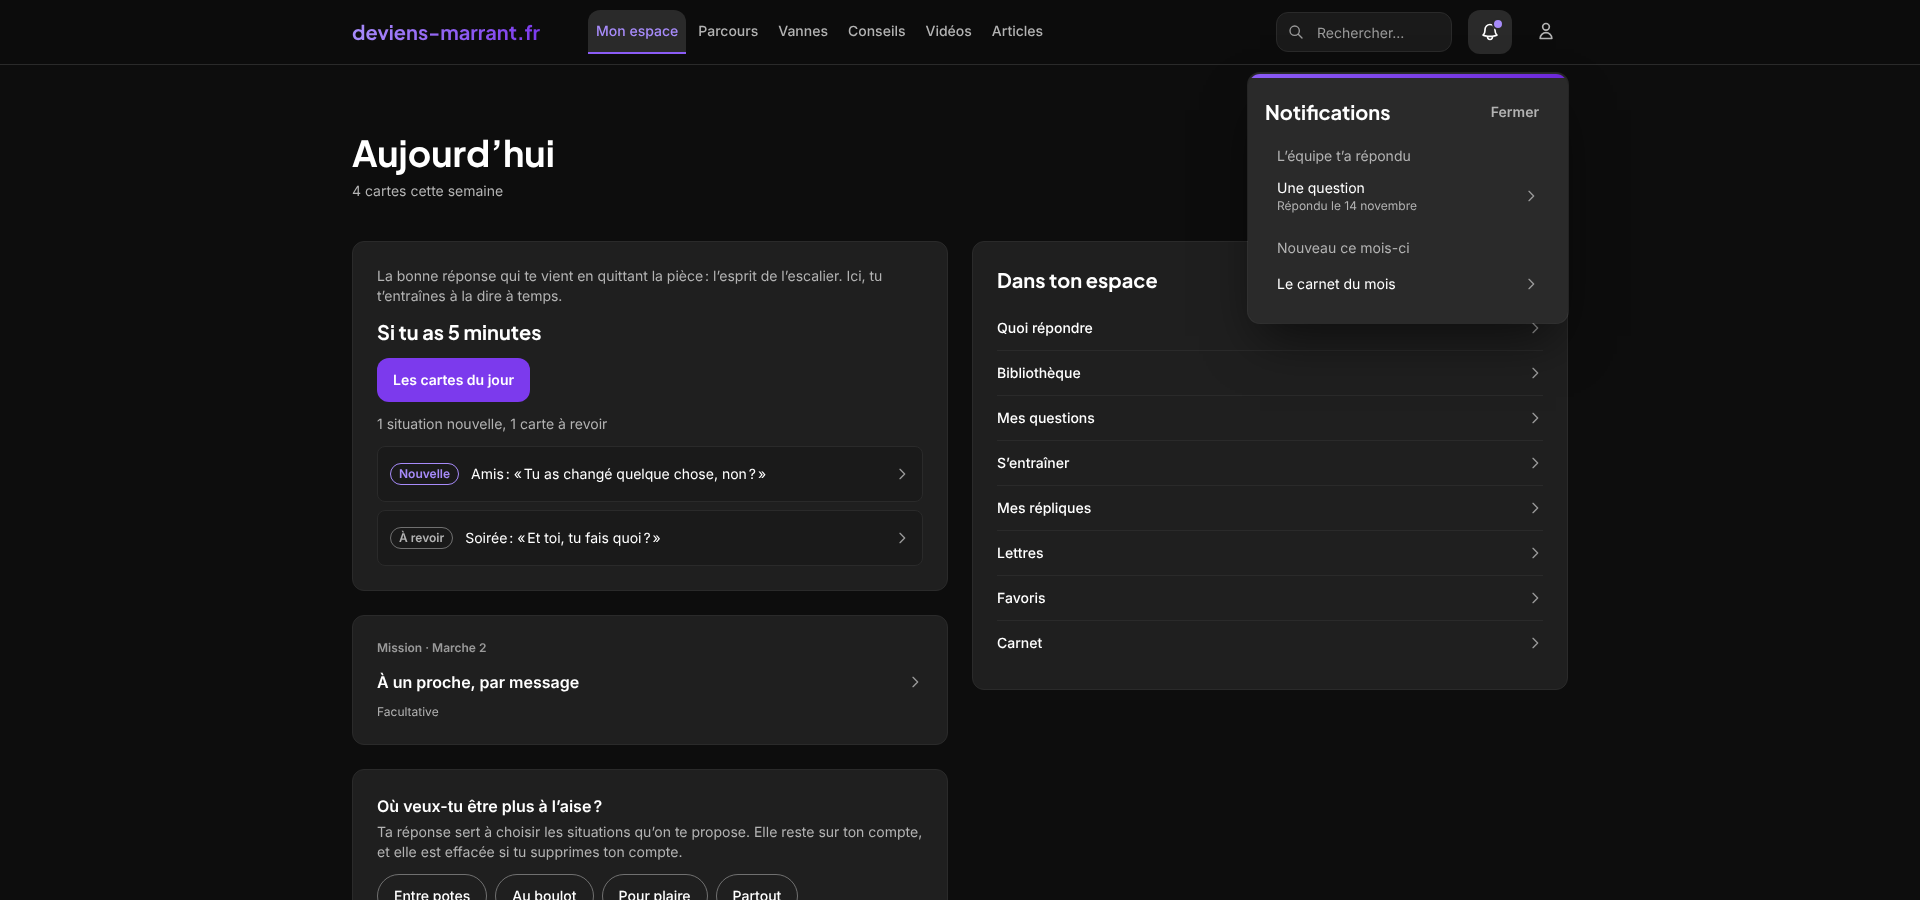 deviens-marrant.fr
Mon espace
Parcours
Vannes
Conseils
Vidéos
Articles
Rechercher...
Notifications
Fermer
L’équipe t’a répondu
Une question
Répondu le 14 novembre
Nouveau ce mois-ci
Le carnet du mois
Aujourd’hui
4 cartes cette semaine
La bonne réponse qui te vient en quittant la pièce : l’esprit de l’escalier. Ici, tu
t’entraînes à la dire à temps.
Si tu as 5 minutes
Les cartes du jour
1 situation nouvelle, 1 carte à revoir
Nouvelle
Amis : « Tu as changé quelque chose, non ? »
À revoir
Soirée : « Et toi, tu fais quoi ? »
Mission · Marche 2
À un proche, par message
Facultative
Où veux-tu être plus à l’aise ?
Ta réponse sert à choisir les situations qu’on te propose. Elle reste sur ton compte,
et elle est effacée si tu supprimes ton compte.
Entre potes
Au boulot
Pour plaire
Partout
Dans ton espace
Quoi répondre
Bibliothèque
Mes questions
S’entraîner
Mes répliques
Lettres
Favoris
Carnet